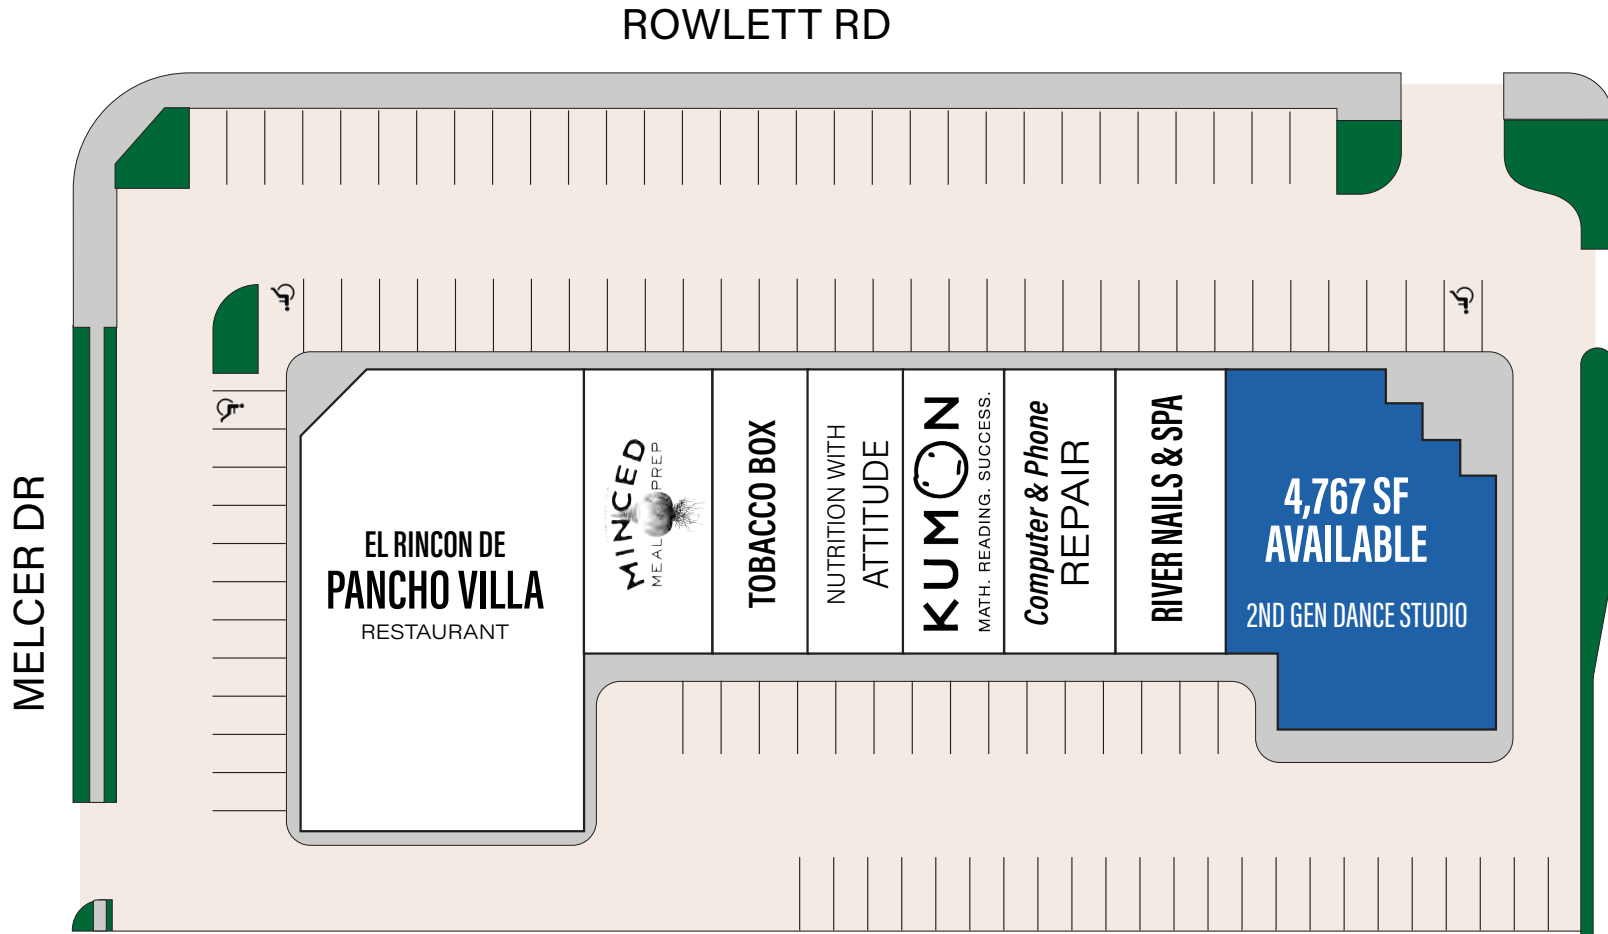 ROWLETT RD
MELCER DR
EL RINCON DE
PANCHO VILLA
RESTAURANT
MINCED
MEAL PREP
TOBACCO BOX
NUTRITION WITH
ATTITUDE
KUMON
MATH. READING. SUCCESS.
Computer & Phone
REPAIR
RIVER NAILS & SPA
4,767 SF
AVAILABLE
2ND GEN DANCE STUDIO